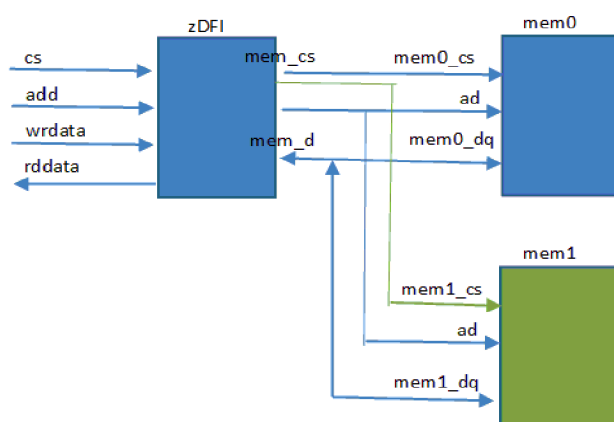 zDFI
mem0
cs
mem_cs
mem0_cs
add
ad
wrdata
mem_d
mem0_dq
rddata
mem1
mem1_cs
ad
mem1_dq